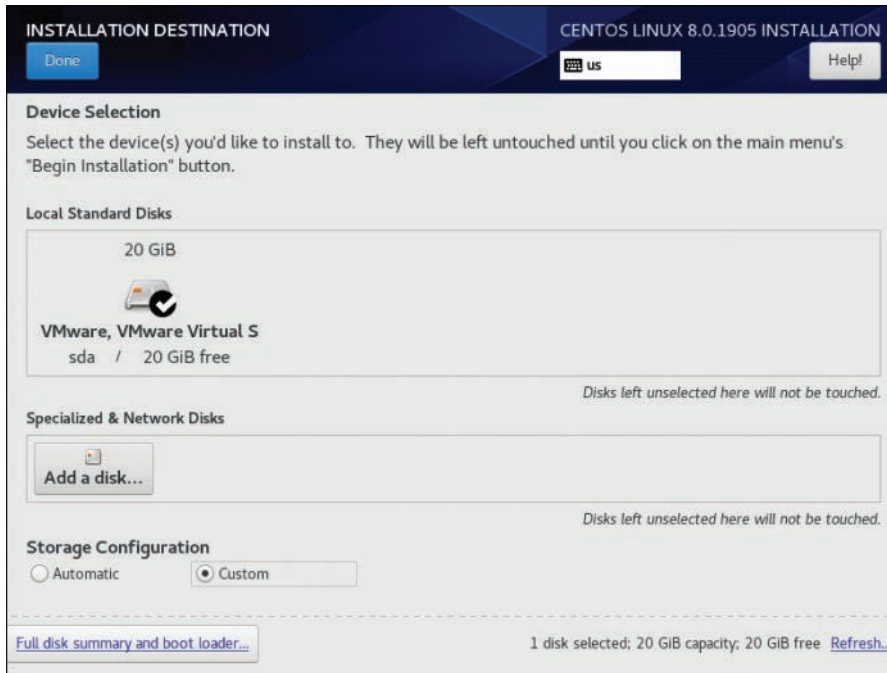 INSTALLATION DESTINATION
CENTOS LINUX 8.0.1905 INSTALLATION
Done
us
Help!
Device Selection
Select the device(s) you'd like to install to. They will be left untouched until you click on the main menu's
"Begin Installation" button.
Local Standard Disks
20 GiB
VMware, VMware Virtual S
sda / 20 GiB free
Disks left unselected here will not be touched.
Specialized & Network Disks
Add a disk...
Disks left unselected here will not be touched.
Storage Configuration
Automatic
Custom
Full disk summary and boot loader...
1 disk selected; 20 GiB capacity; 20 GiB free Refresh..